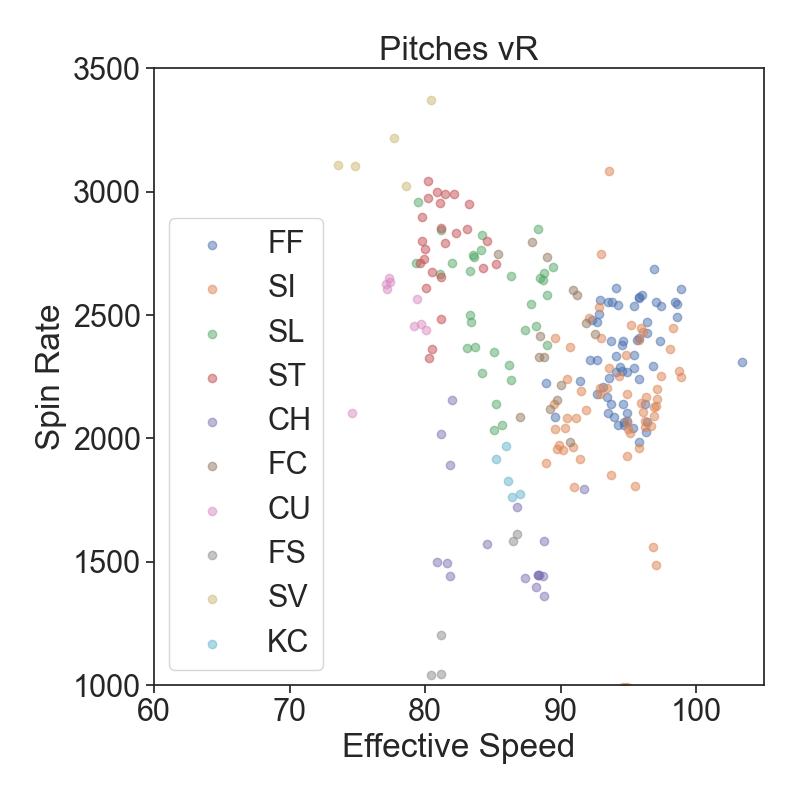 Pitches vR
3500
3000
2500
2000
1500
1000
Spin Rate
FF
SI
SL
ST
CH
FC
CU
FS
SV
KC
60 70 80 90 100
Effective Speed